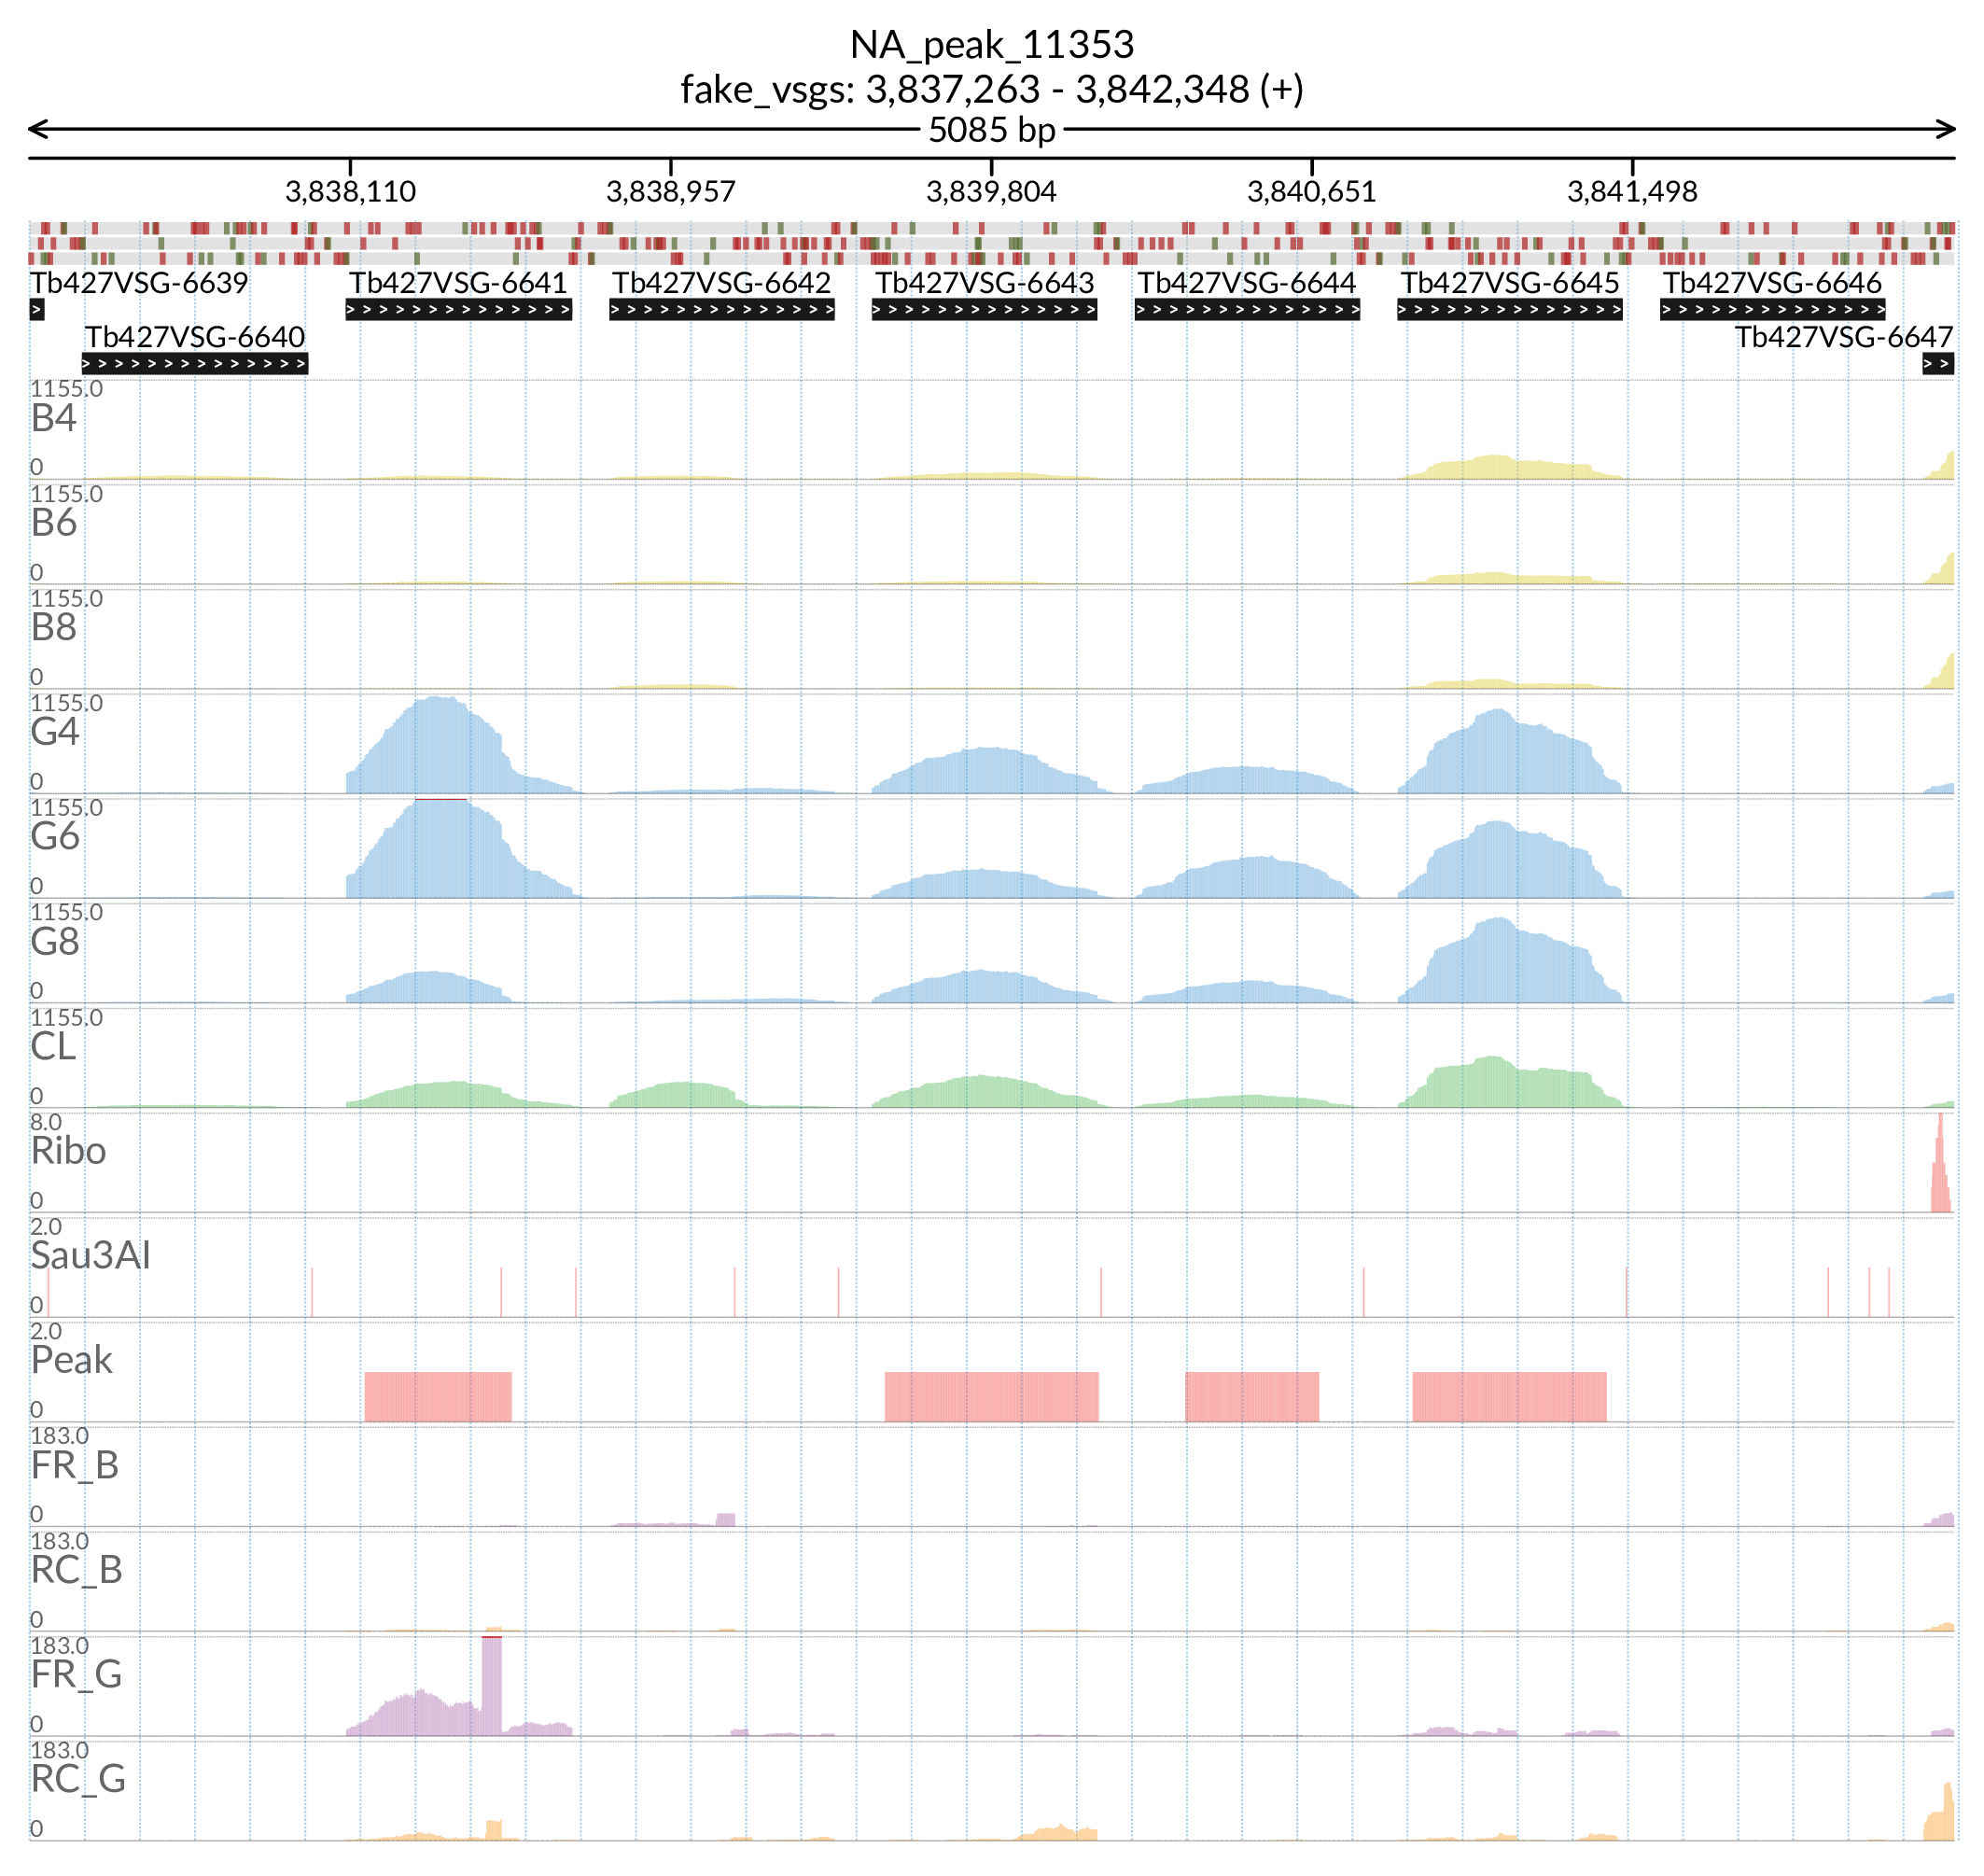 NA_peak_11353
fake_vsgs: 3,837,263 - 3,842,348 (+)
5085 bp
3,838,110 3,838,957 3,839,804 3,840,651 3,841,498
Tb427VSG-6639 Tb427VSG-6641 Tb427VSG-6642 Tb427VSG-6643 Tb427VSG-6644 Tb427VSG-6645 Tb427VSG-6646
Tb427VSG-6640 Tb427VSG-6647
1155.0
B4
0
1155.0
B6
0
1155.0
B8
0
1155.0
G4
0
1155.0
G6
0
1155.0
G8
0
1155.0
CL
0
8.0
Ribo
0
2.0
Sau3AI
0
2.0
Peak
0
183.0
FR_B
0
183.0
RC_B
0
183.0
FR_G
0
183.0
RC_G
0